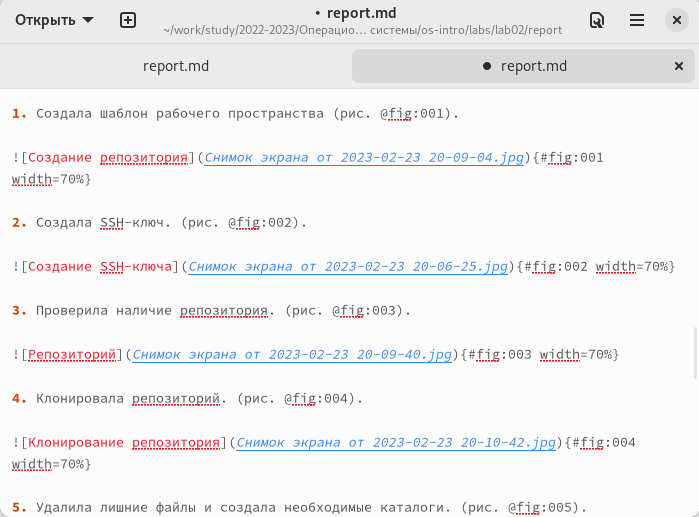 Открыть
• report.md
~/work/study/2022-2023/Операцио… системы/os-intro/labs/lab02/report
report.md
● report.md
1. Создала шаблон рабочего пространства (рис. @fig:001).
![Создание репозитория](Снимок экрана от 2023-02-23 20-09-04.jpg){#fig:001
width=70%}
2. Создала SSH-ключ. (рис. @fig:002).
![Создание SSH-ключа](Снимок экрана от 2023-02-23 20-06-25.jpg){#fig:002 width=70%}
3. Проверила наличие репозитория. (рис. @fig:003).
![Репозиторий](Снимок экрана от 2023-02-23 20-09-40.jpg){#fig:003 width=70%}
4. Клонировала репозиторий. (рис. @fig:004).
![Клонирование репозитория](Снимок экрана от 2023-02-23 20-10-42.jpg){#fig:004
width=70%}
5. Удалила лишние файлы и создала необходимые каталоги. (рис. @fig:005).